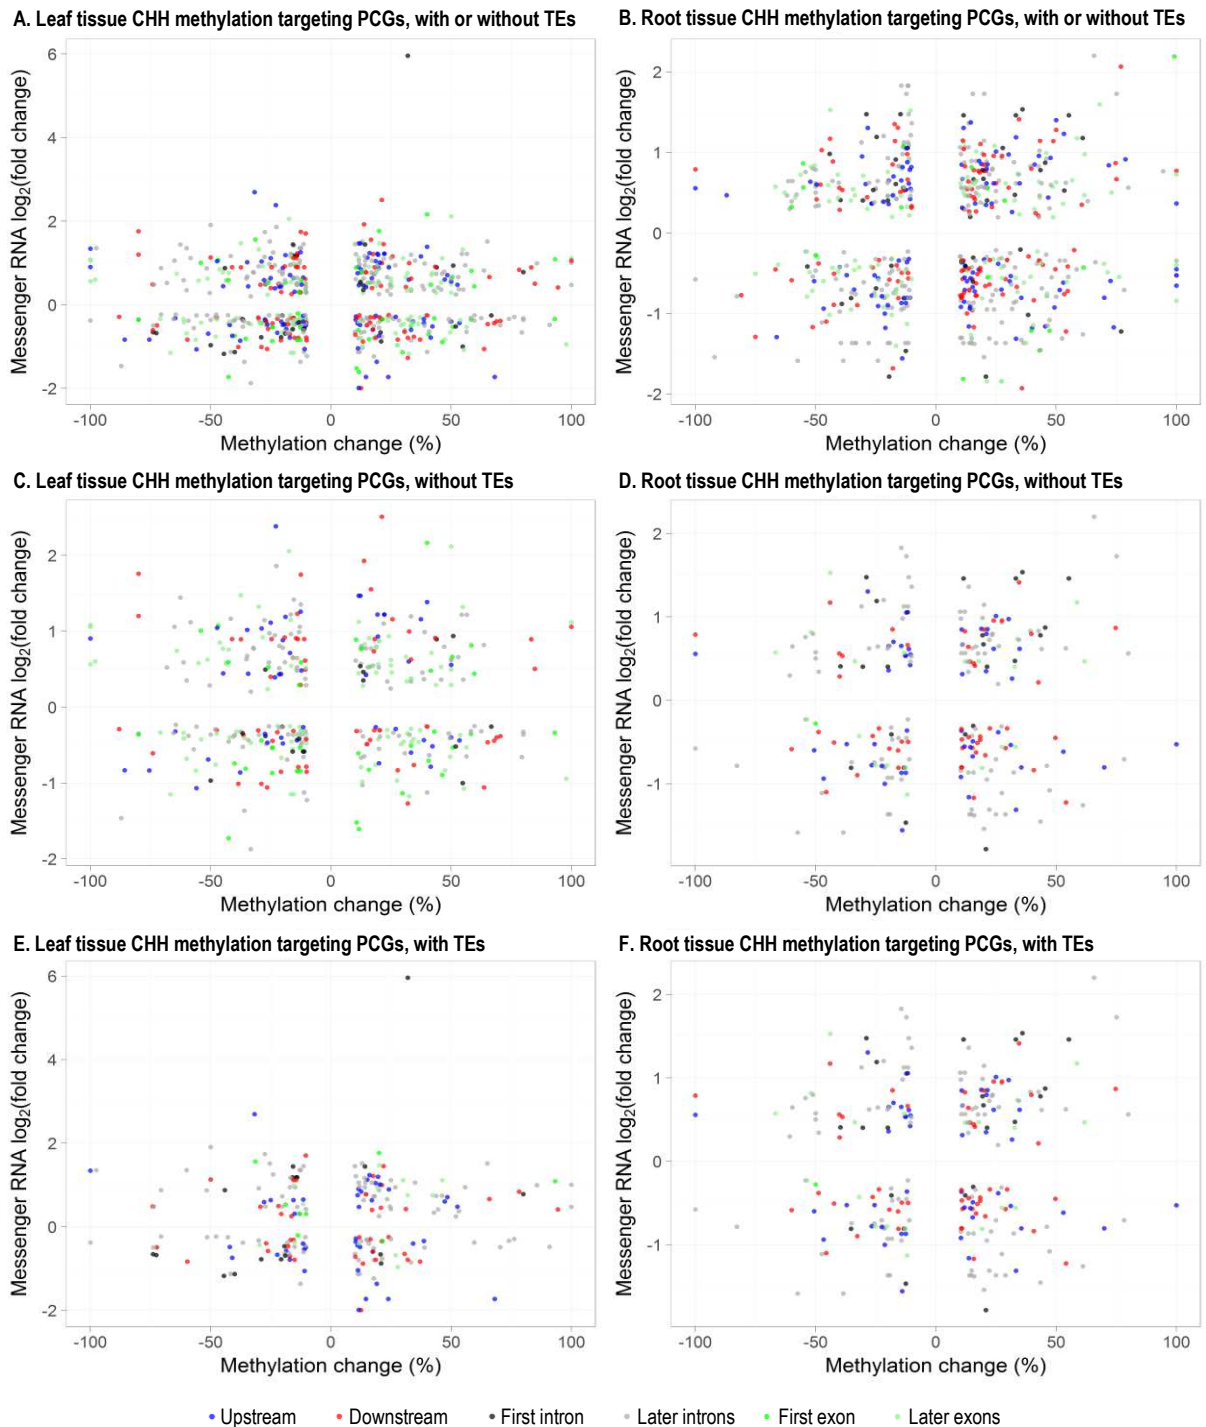 A. Leaf tissue CHH methylation targeting PCGs, with or without TEs
Messenger RNA log2(fold change)
6
4
2
0
-2
-100 -50 0 50 100
Methylation change (%)
B. Root tissue CHH methylation targeting PCGs, with or without TEs
Messenger RNA log2(fold change)
2
1
0
-1
-2
-100 -50 0 50 100
Methylation change (%)
C. Leaf tissue CHH methylation targeting PCGs, without TEs
Messenger RNA log2(fold change)
2
1
0
-1
-2
-100 -50 0 50 100
Methylation change (%)
D. Root tissue CHH methylation targeting PCGs, without TEs
Messenger RNA log2(fold change)
2
1
0
-1
-100 -50 0 50 100
Methylation change (%)
E. Leaf tissue CHH methylation targeting PCGs, with TEs
Messenger RNA log2(fold change)
6
4
2
0
-2
-100 -50 0 50 100
Methylation change (%)
F. Root tissue CHH methylation targeting PCGs, with TEs
Messenger RNA log2(fold change)
2
1
0
-1
-100 -50 0 50 100
Methylation change (%)
Upstream Downstream First intron Later introns First exon Later exons